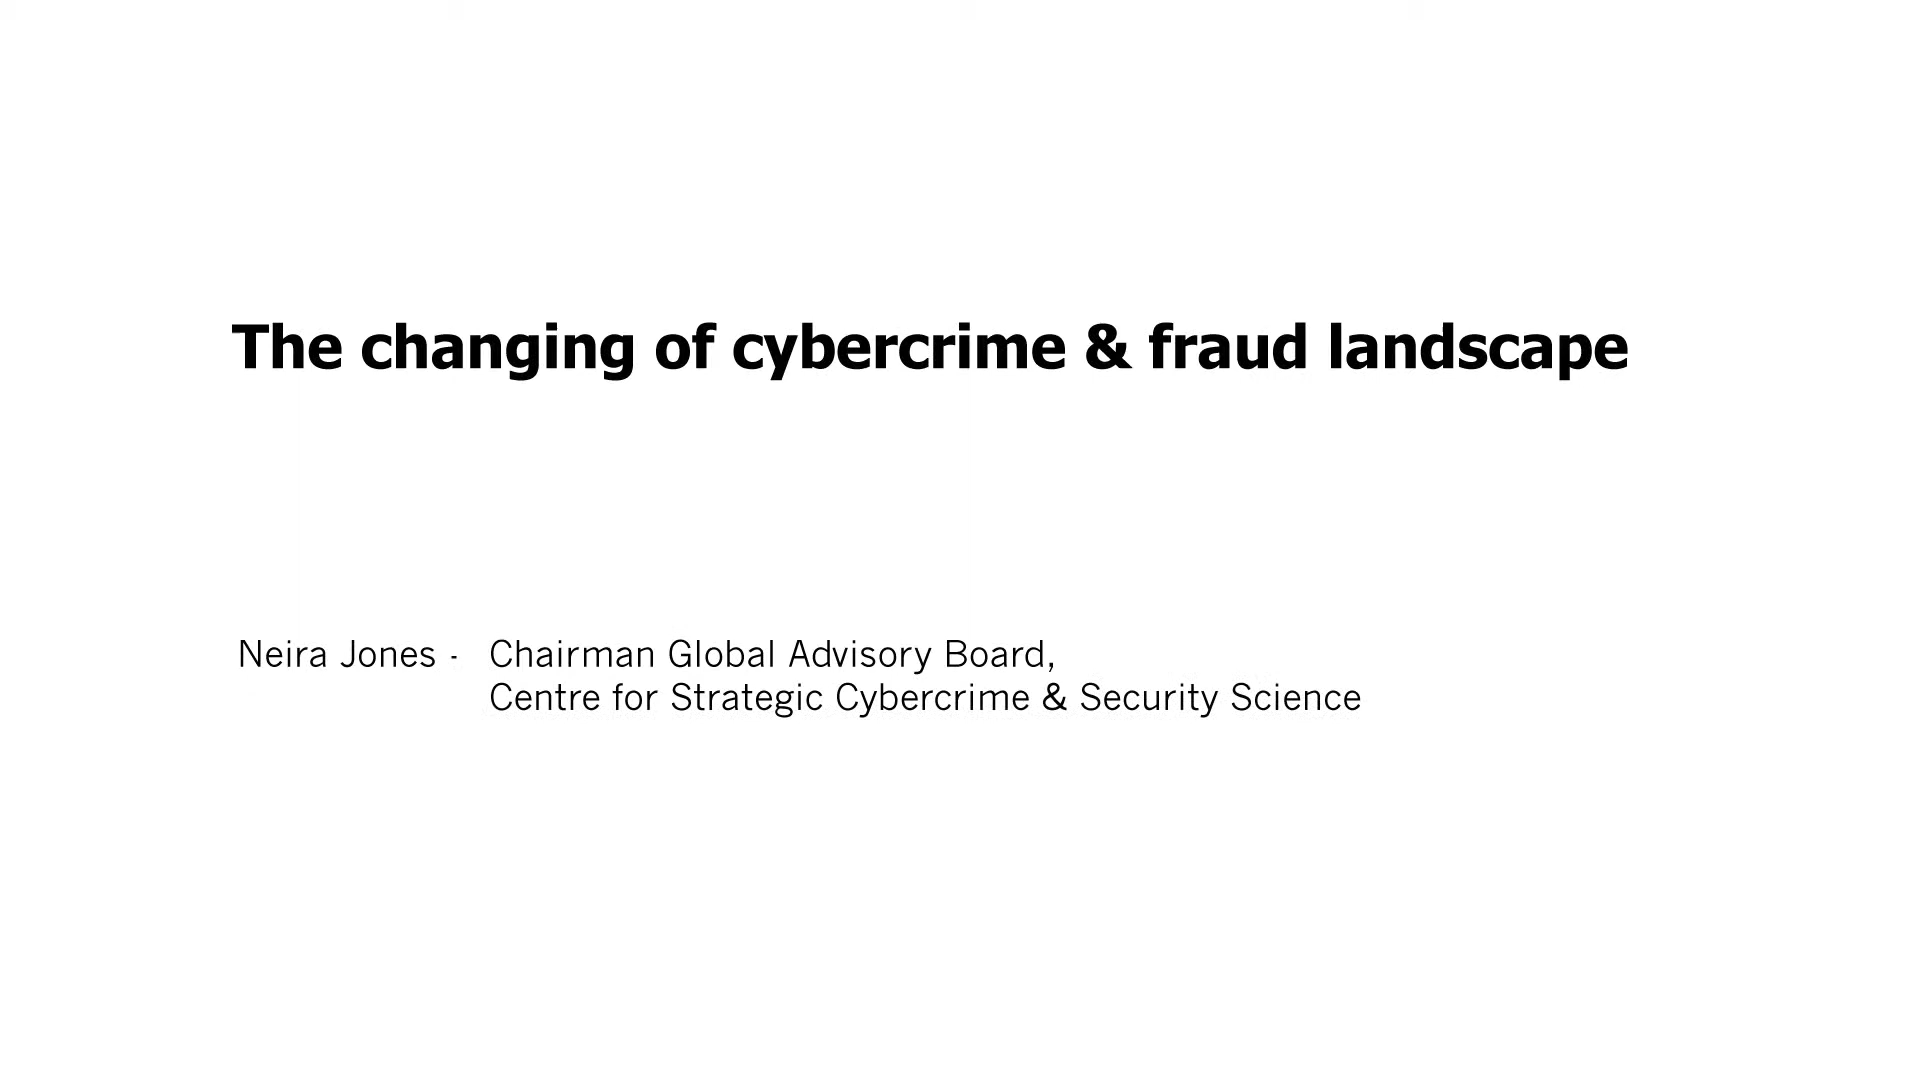 The changing of cybercrime & fraud landscape
Neira Jones - Chairman Global Advisory Board,
Centre for Strategic Cybercrime & Security Science